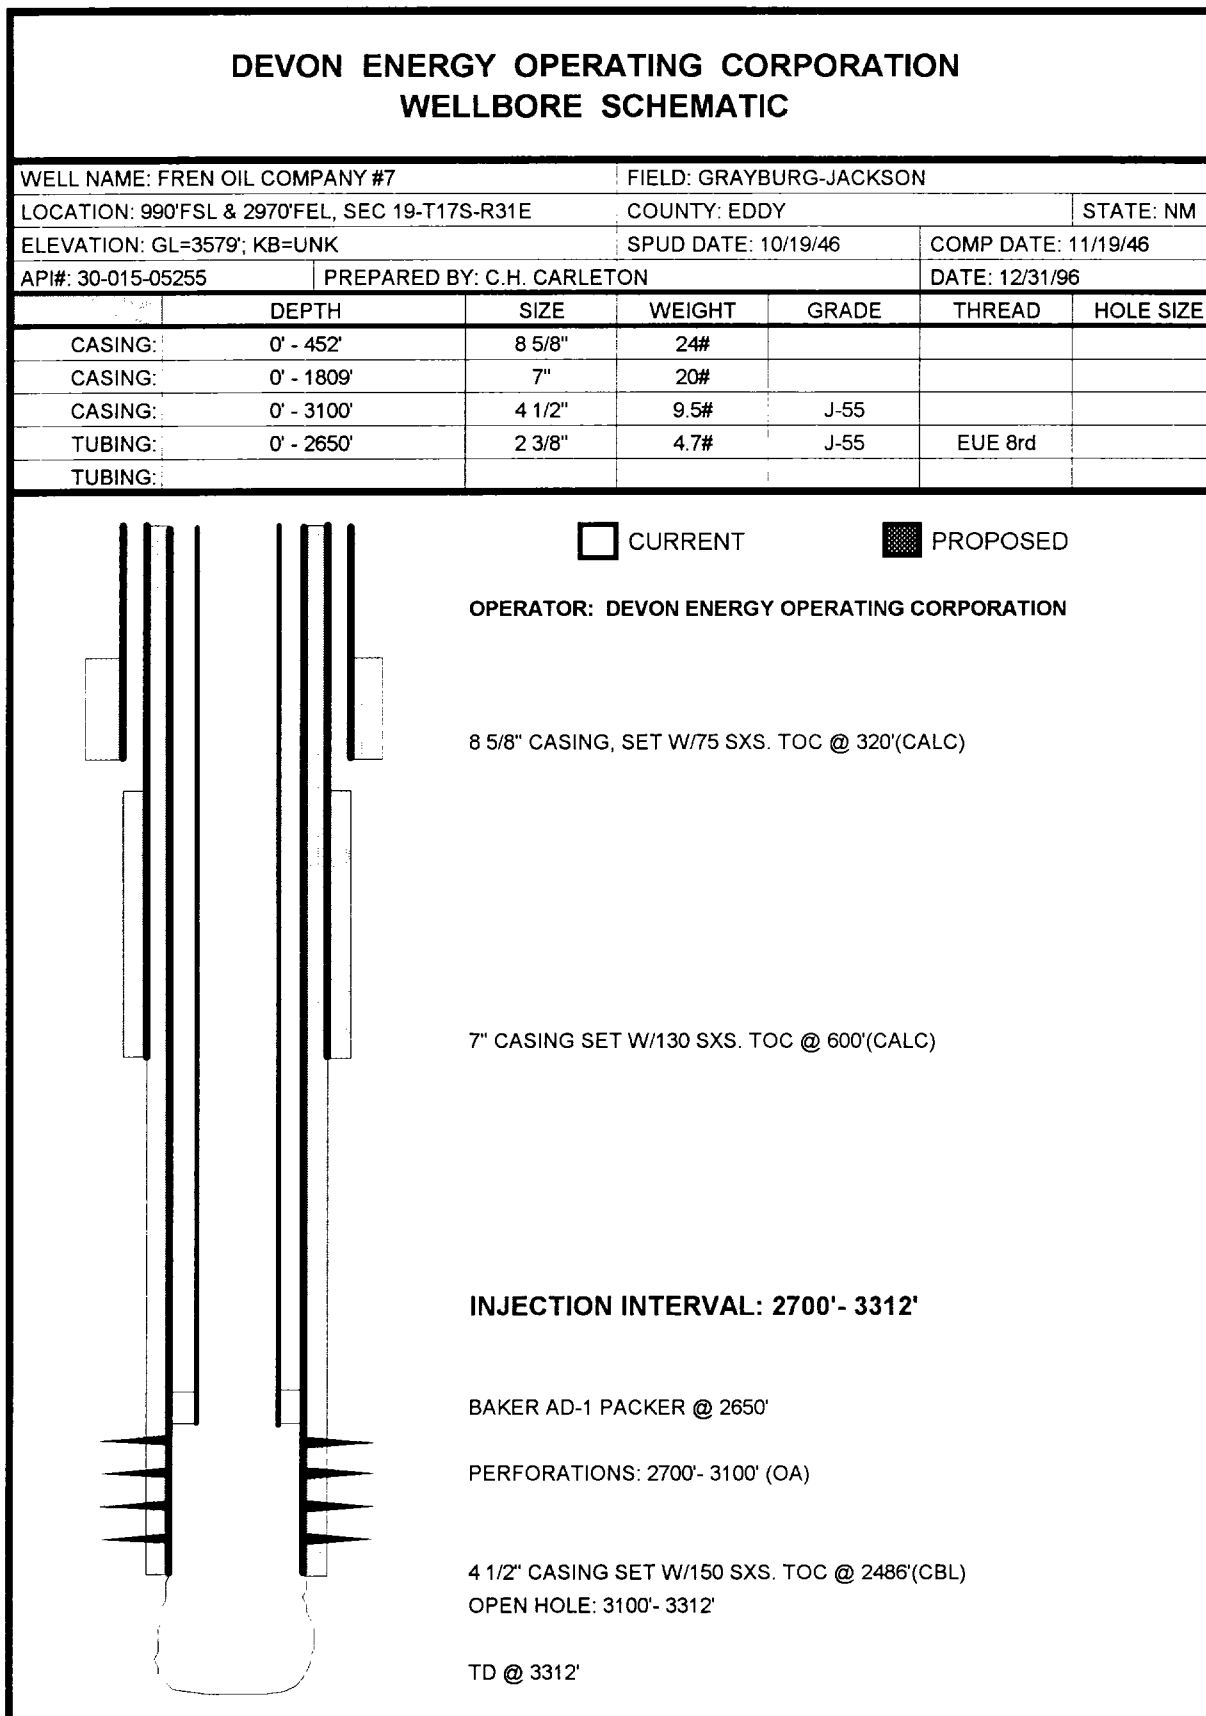 DEVON ENERGY OPERATING CORPORATION
WELLBORE SCHEMATIC
WELL NAME: FREN OIL COMPANY #7 FIELD: GRAYBURG-JACKSON
LOCATION: 990'FSL & 2970'FEL, SEC 19-T17S-R31E COUNTY: EDDY STATE: NM
ELEVATION: GL=3579'; KB=UNK SPUD DATE: 10/19/46 COMP DATE: 11/19/46
API#: 30-015-05255 PREPARED BY: C.H. CARLETON DATE: 12/31/96
DEPTH SIZE WEIGHT GRADE THREAD HOLE SIZE
CASING: 0' - 452' 8 5/8" 24#
CASING: 0' - 1809' 7" 20#
CASING: 0' - 3100' 4 1/2" 9.5# J-55
TUBING: 0' - 2650' 2 3/8" 4.7# J-55 EUE 8rd
TUBING:
CURRENT PROPOSED
OPERATOR: DEVON ENERGY OPERATING CORPORATION
8 5/8" CASING, SET W/75 SXS. TOC @ 320'(CALC)
7" CASING SET W/130 SXS. TOC @ 600'(CALC)
INJECTION INTERVAL: 2700'- 3312'
BAKER AD-1 PACKER @ 2650'
PERFORATIONS: 2700'- 3100' (OA)
4 1/2" CASING SET W/150 SXS. TOC @ 2486'(CBL)
OPEN HOLE: 3100'- 3312'
TD @ 3312'